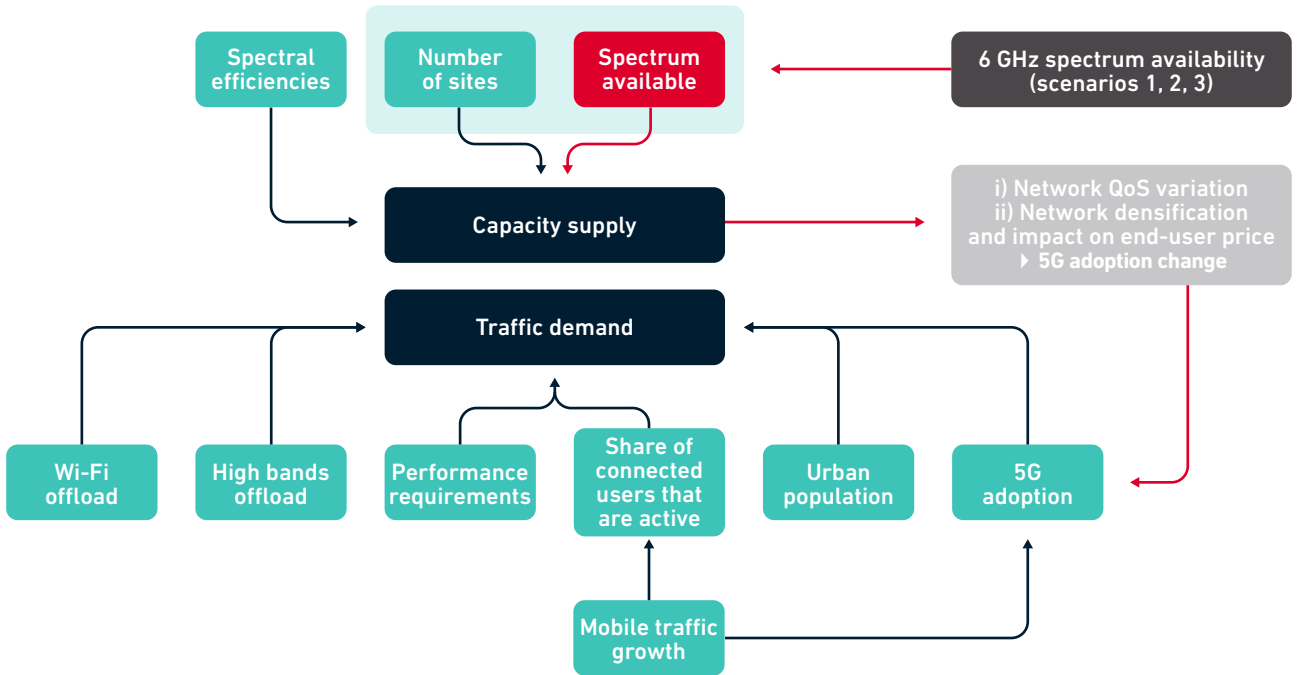 Spectral
efficiencies
Number
of sites
Spectrum
available
6 GHz spectrum availability
(scenarios 1, 2, 3)
Capacity supply
i) Network QoS variation
ii) Network densification
and impact on end-user price
▸ 5G adoption change
Traffic demand
Wi-Fi
offload
High bands
offload
Performance
requirements
Share of
connected
users that
are active
Urban
population
5G
adoption
Mobile traffic
growth